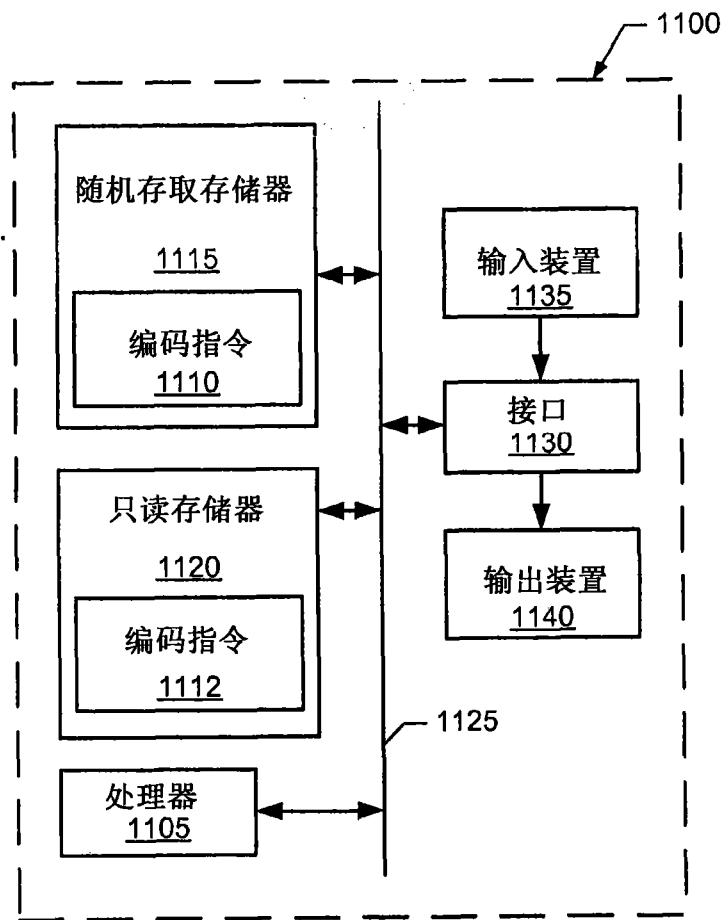 1100
随机存取存储器
1115
编码指令
1110
只读存储器
1120
编码指令
1112
处理器
1105
1125
输入装置
1135
接口
1130
输出装置
1140